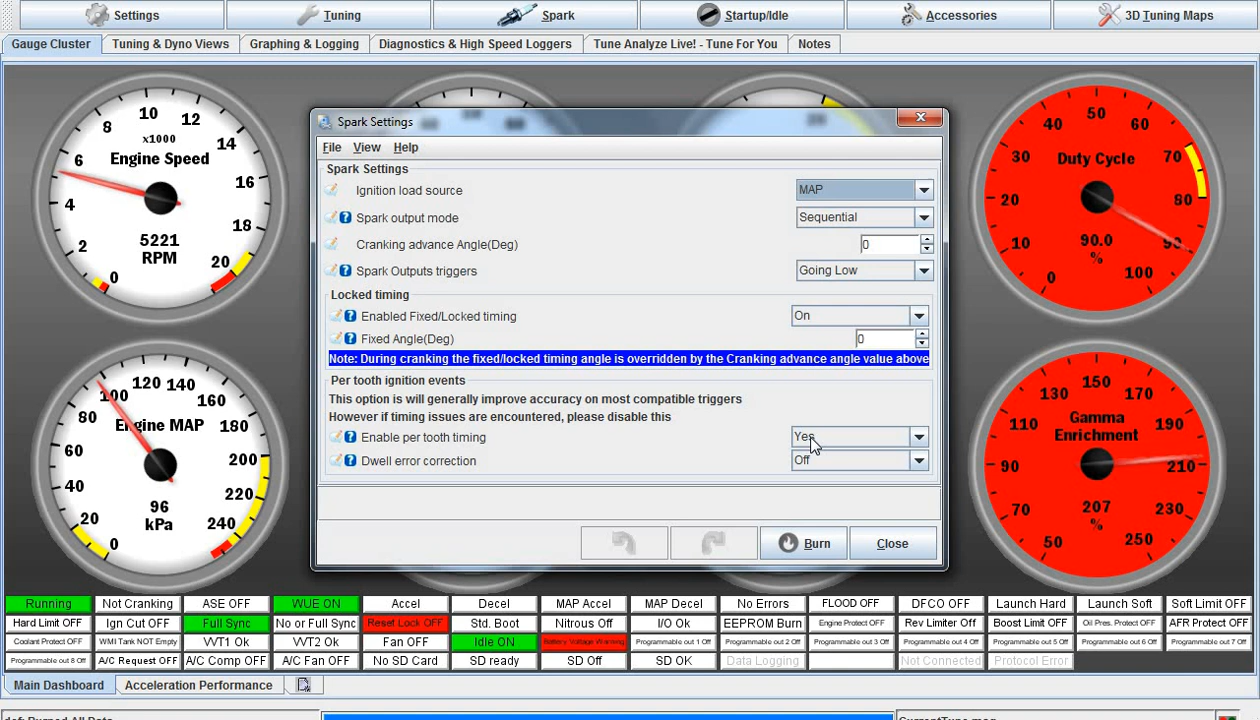 Settings Tuning Spark Startup/Idle Accessories 3D Tuning Maps
Gauge Cluster Tuning & Dyno Views Graphing & Logging Diagnostics & High Speed Loggers Tune Analyze Live! - Tune For You Notes
0 2 4 6 8 10 12 14 16 18 20
x1000
Engine Speed
5221
RPM
0 10 20 30 40 50 60 70 80 90 100
Duty Cycle
90.0
%
0 20 40 60 80 100 120 140 160 180 200 220 240
Engine MAP
96
kPa
50 70 90 110 130 150 170 190 210 230 250
Gamma
Enrichment
207
%
Spark Settings
File View Help
Spark Settings
Ignition load source MAP
Spark output mode Sequential
Cranking advance Angle(Deg) 0
Spark Outputs triggers Going Low
Locked timing
Enabled Fixed/Locked timing On
Fixed Angle(Deg) 0
Note: During cranking the fixed/locked timing angle is overridden by the Cranking advance angle value above
Per tooth ignition events
This option is will generally improve accuracy on most compatible triggers
However if timing issues are encountered, please disable this
Enable per tooth timing Yes
Dwell error correction Off
Burn Close
Running Not Cranking ASE OFF WUE ON Accel Decel MAP Accel MAP Decel No Errors FLOOD OFF DFCO OFF Launch Hard Launch Soft Soft Limit OFF
Hard Limit OFF Ign Cut OFF Full Sync No or Full Sync Reset Lock OFF Std. Boot Nitrous Off I/O Ok EEPROM Burn Engine Protect OFF Rev Limiter Off Boost Limit OFF Oil Pres. Protect OFF AFR Protect OFF
Coolant Protect OFF WMI Tank NOT Empty VVT1 Ok VVT2 Ok Fan OFF Idle ON Battery Voltage Warning Programmable out 1 Off Programmable out 2 Off Programmable out 3 Off Programmable out 4 Off Programmable out 5 Off Programmable out 6 Off Programmable out 7 Off
Programmable out 8 Off A/C Request OFF A/C Comp OFF A/C Fan OFF No SD Card SD ready SD Off SD OK Data Logging Not Connected Protocol Error
Main Dashboard Acceleration Performance